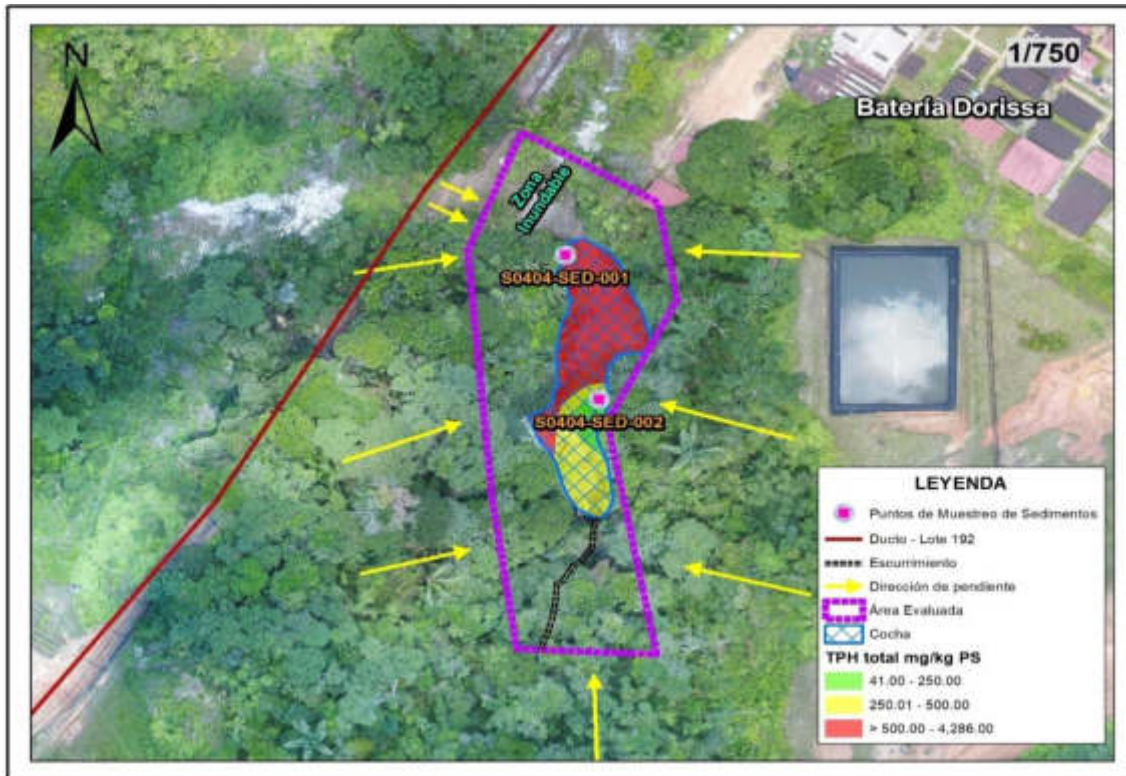 N
1/750
Batería Dorissa
Zona
Inundable
S0404-SED-001
S0404-SED-002
LEYENDA
Puntos de Muestreo de Sedimentos
Ducto - Lote 192
Escurrimiento
Dirección de pendiente
Área Evaluada
Cocha
TPH total mg/kg PS
41.00 - 250.00
250.01 - 500.00
> 500.00 - 4,286.00